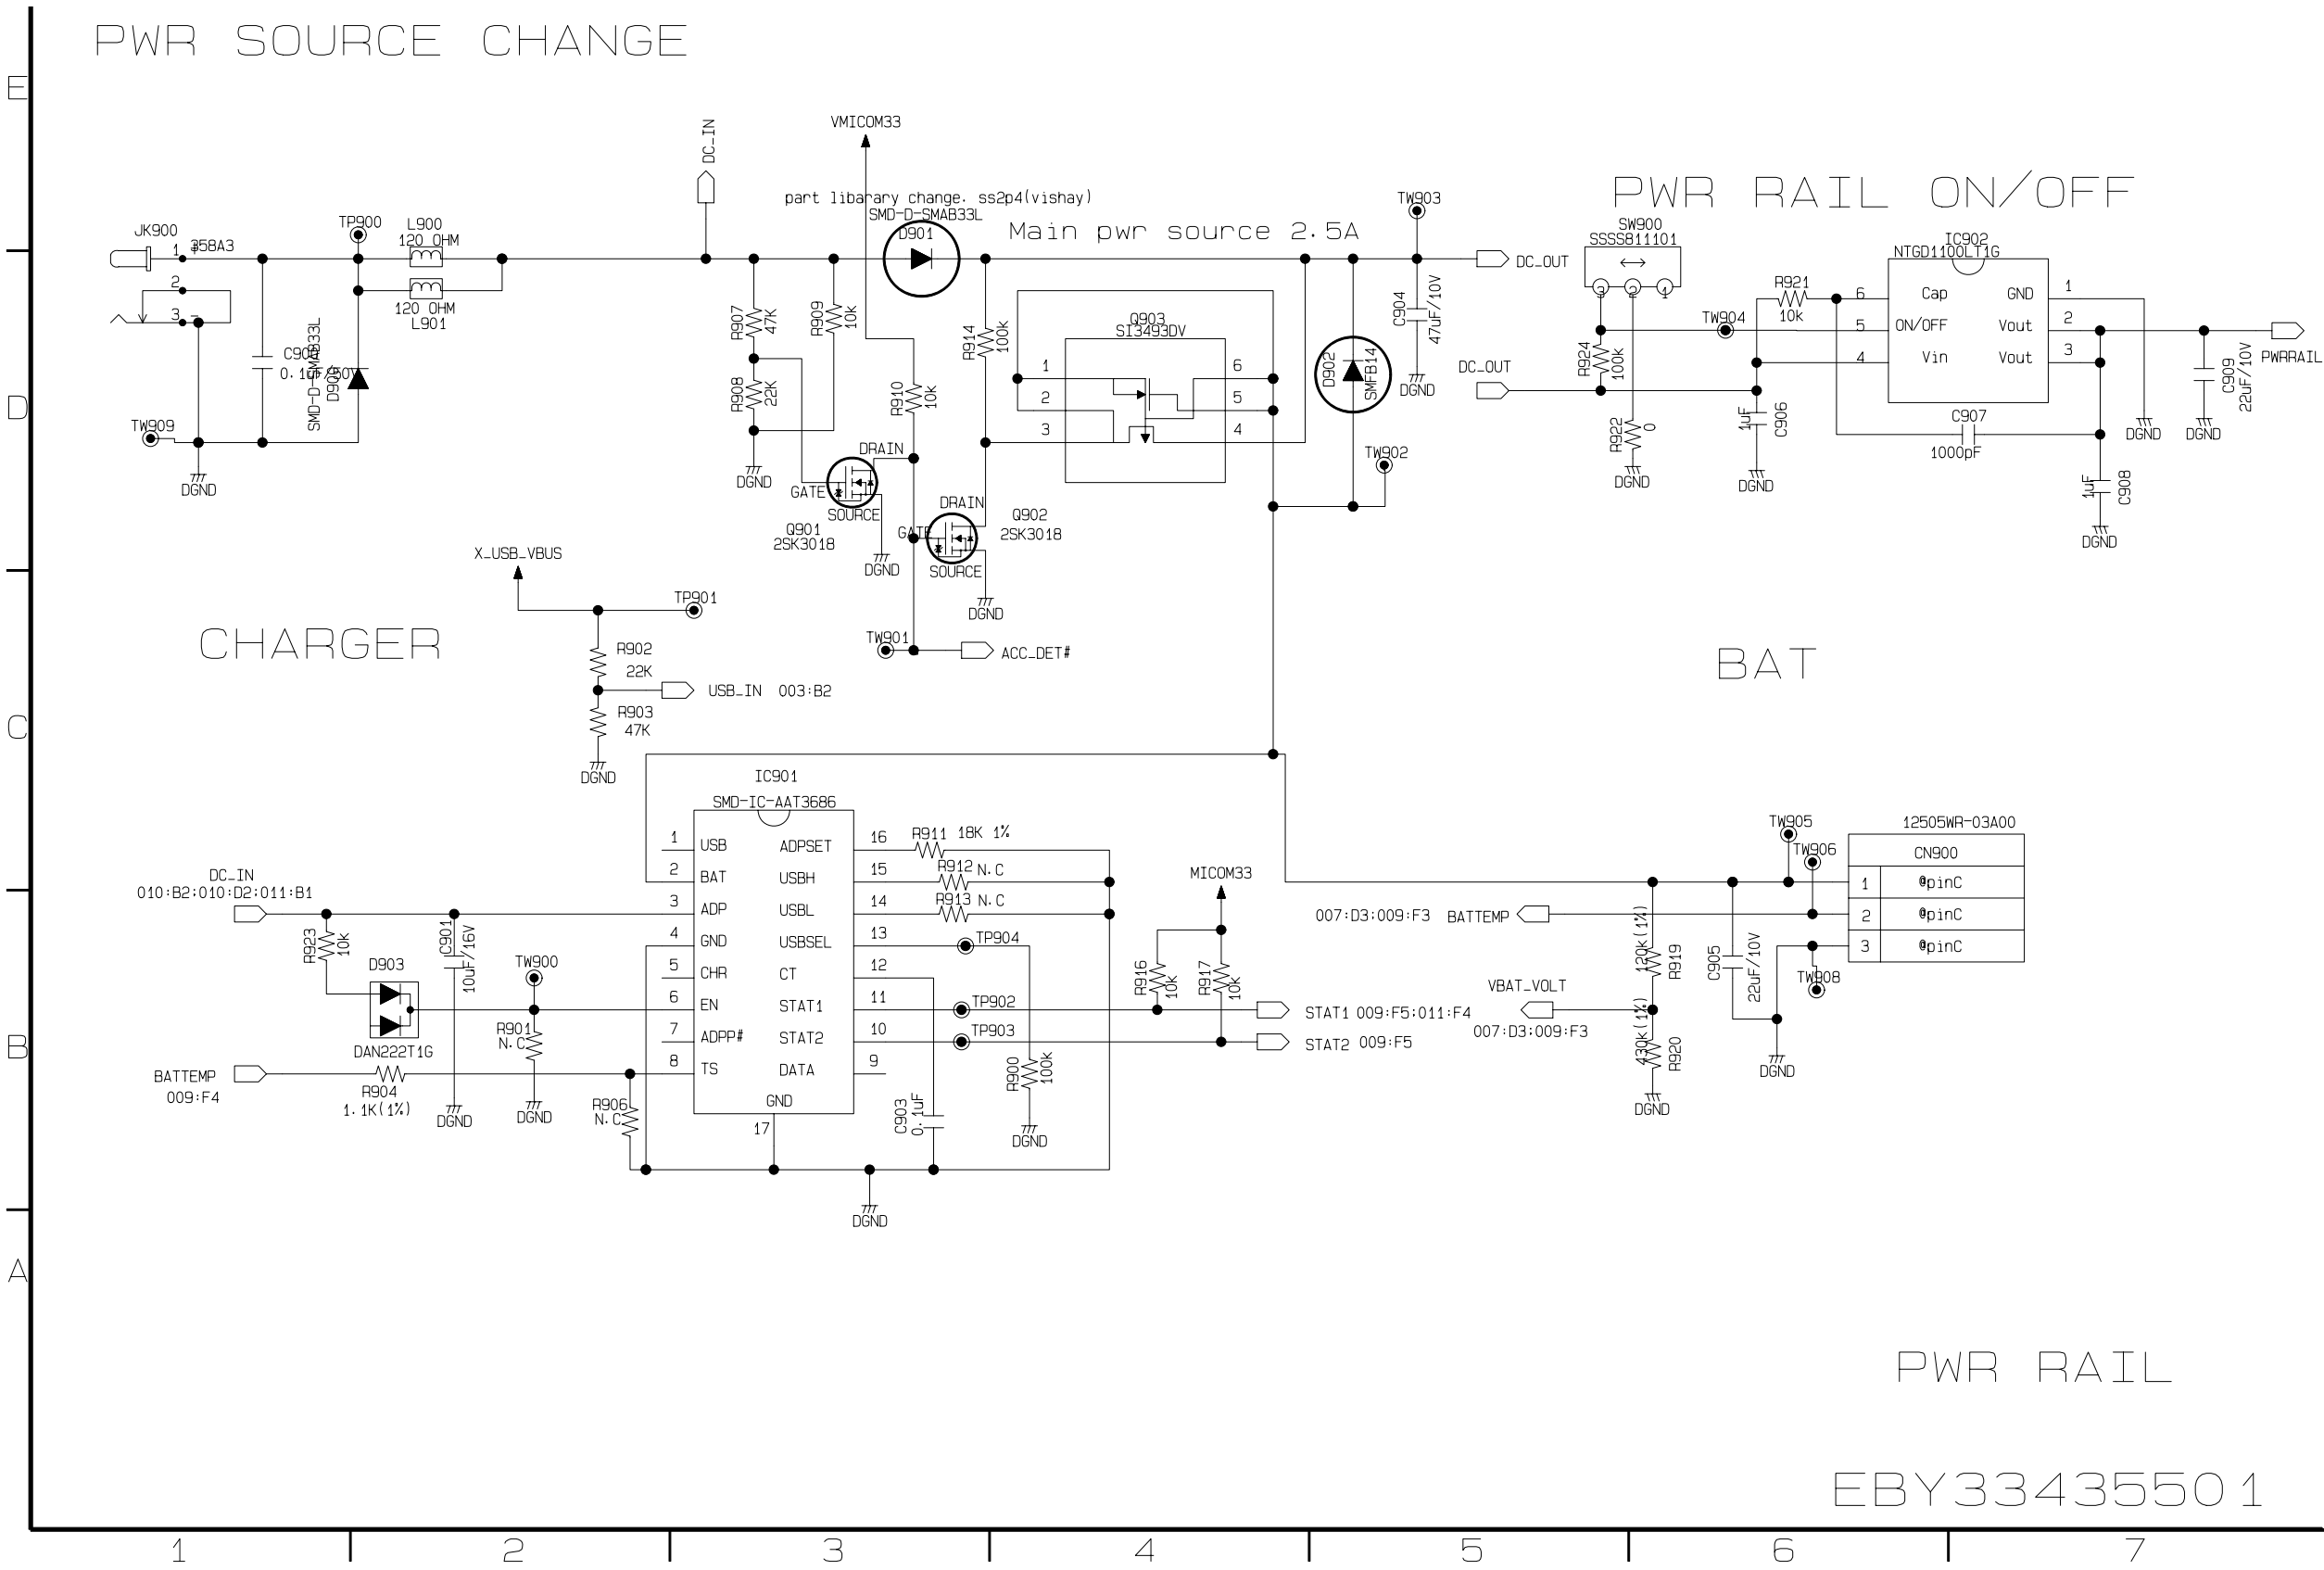 PWR SOURCE CHANGE
E
D
C
B
A
DC_IN
VMICOM33
part libarary change. ss2p4(vishay)
SMD-D-SMAB33L
D901
Main pwr source 2.5A
TW903
DC_OUT
JK900
358A3
1 +
2
3 -
TP900
L900
120 OHM
120 OHM
L901
C900
0.1uF/50V
SMD-D-SMAB33L
TW909
DGND
R907
47K
R909
10k
R908
22K
DGND
R910
10k
R914
100k
Q903
SI3493DV
1
2
3
6
5
4
D902
SMFB14
C904
47uF/10V
DGND
TW902
DRAIN
GATE
SOURCE
Q901
2SK3018
DGND
DRAIN
GATE
SOURCE
Q902
2SK3018
DGND
TW901
ACC_DET#
PWR RAIL ON/OFF
SW900
SSSS811101
3
2
1
TW904
R924
100k
DC_OUT
R922
0
DGND
R921
10k
1uF
C906
DGND
IC902
NTGD1100LT1G
6 Cap
5 ON/OFF
4 Vin
GND 1
Vout 2
Vout 3
C907
1000pF
DGND
1uF
C908
DGND
C909
22uF/10V
DGND
PWRRAIL
CHARGER
X_USB_VBUS
TP901
R902
22K
USB_IN 003:B2
R903
47K
DGND
IC901
SMD-IC-AAT3686
1 USB
2 BAT
3 ADP
4 GND
5 CHR
6 EN
7 ADPP#
8 TS
ADPSET 16
USBH 15
USBL 14
USBSEL 13
CT 12
STAT1 11
STAT2 10
DATA 9
GND
17
DC_IN
010:B2;010:D2;011:B1
R923
10k
D903
DAN222T1G
C901
10uF/16V
DGND
TW900
R901
N.C
DGND
BATTEMP
009:F4
R904
1.1K(1%)
R906
N.C
R911 18K 1%
R912 N.C
R913 N.C
TP904
TP902
TP903
R900
100k
DGND
C903
0.1uF
DGND
MICOM33
R916
10k
R917
10k
STAT1 009:F5;011:F4
STAT2 009:F5
BAT
TW905
TW906
12505WR-03A00
CN900
1 @pinC
2 @pinC
3 @pinC
TW908
007:D3;009:F3 BATTEMP
120k(1%)
R919
VBAT_VOLT
007:D3;009:F3
430k(1%)
R920
DGND
C905
22uF/10V
DGND
PWR RAIL
EBY33435501
1 2 3 4 5 6 7